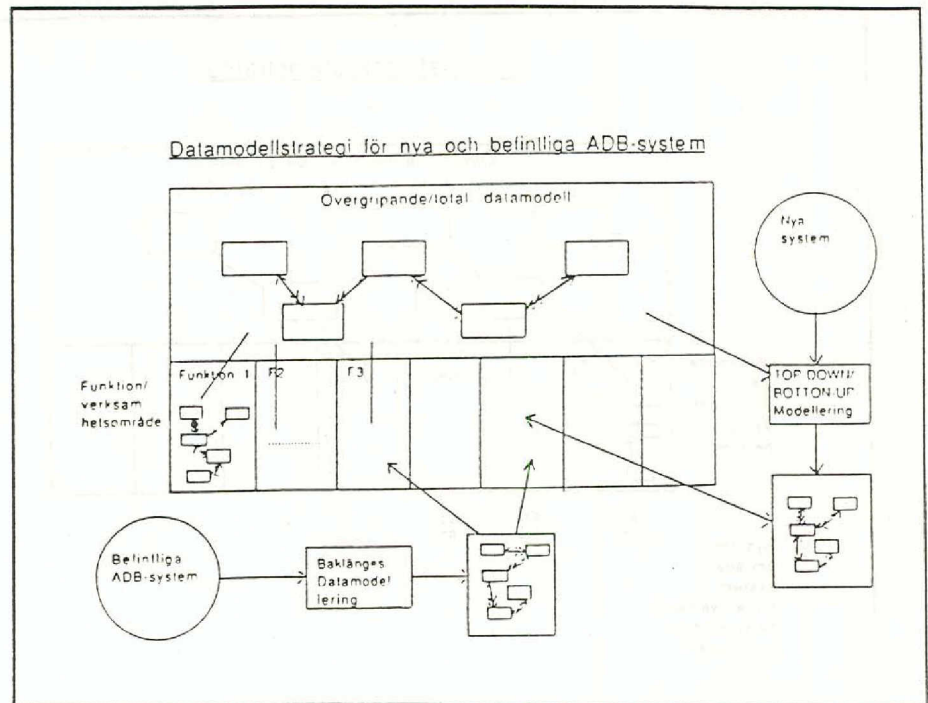 Datamodellstrategi för nya och befintliga ADB-system
Övergripande/total datamodell
Nya
system
Funktion/
verksam
hetsområde
Funktion 1
F2
F3
TOP DOWN/
BOTTON-UP
Modellering
Befintliga
ADB-system
Baklänges
Datamodel
lering